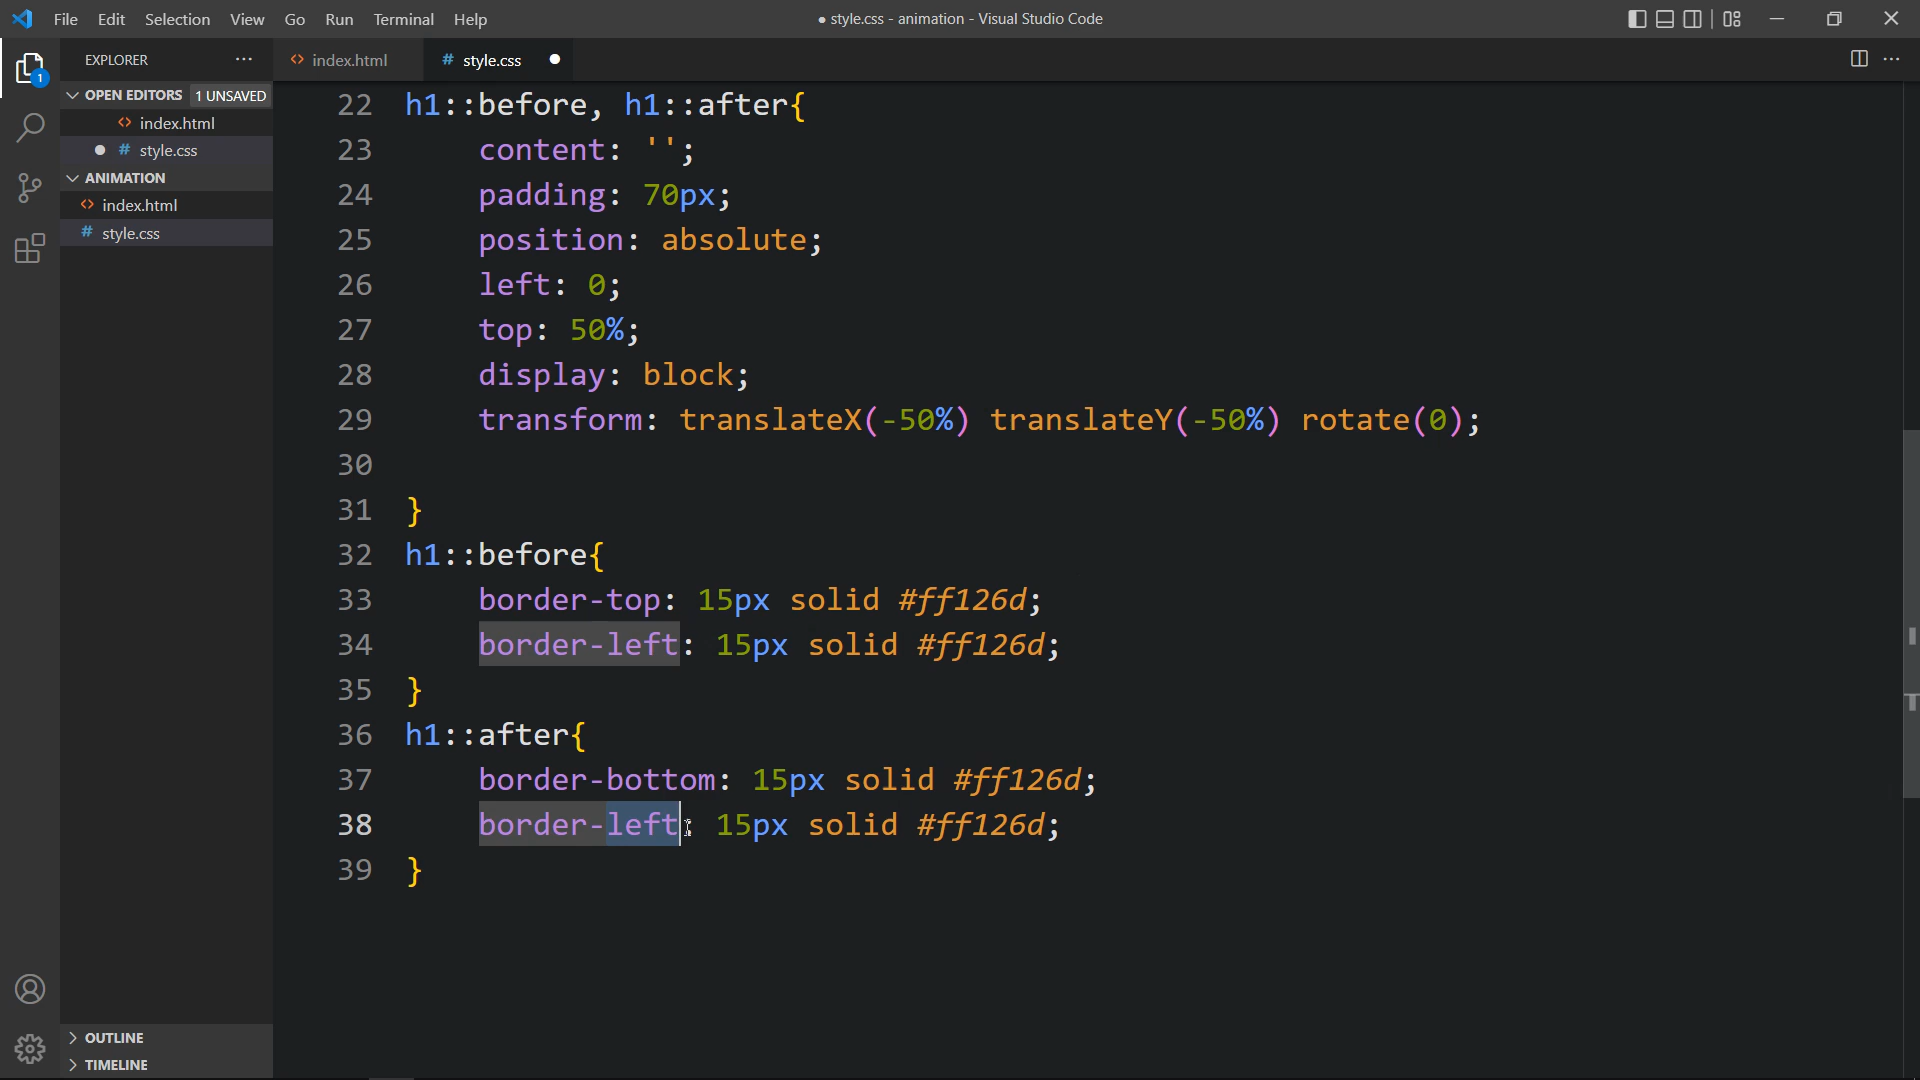 File Edit Selection View Go Run Terminal Help
● style.css - animation - Visual Studio Code
EXPLORER
index.html
# style.css
1
OPEN EDITORS
1 UNSAVED
index.html
# style.css
ANIMATION
index.html
# style.css
OUTLINE
TIMELINE
22 h1::before, h1::after{
23 content: '';
24 padding: 70px;
25 position: absolute;
26 left: 0;
27 top: 50%;
28 display: block;
29 transform: translateX(-50%) translateY(-50%) rotate(0);
30
31 }
32 h1::before{
33 border-top: 15px solid #ff126d;
34 border-left: 15px solid #ff126d;
35 }
36 h1::after{
37 border-bottom: 15px solid #ff126d;
38 border-left: 15px solid #ff126d;
39 }